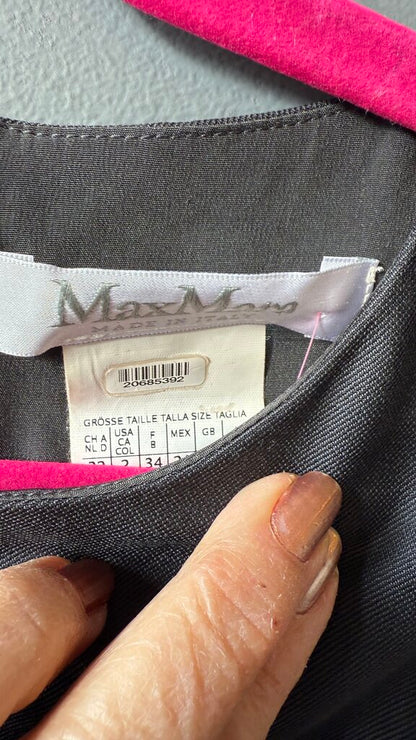 MaxMara
MADE IN ITALY
20685392
GRÖSSE TAILLE TALLA SIZE TAGLIA
CH A NL D USA CA COL F B MEX GB
32 2 34